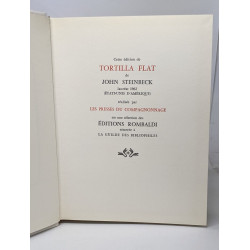 Cette édition de
TORTILLA FLAT
de
JOHN STEINBECK
lauréat 1962
(ÉTATS-UNIS D'AMÉRIQUE)
réalisée par
LES PRESSES DU COMPAGNONNAGE
est une sélection des
ÉDITIONS ROMBALDI
réservée à
LA GUILDE DES BIBLIOPHILES